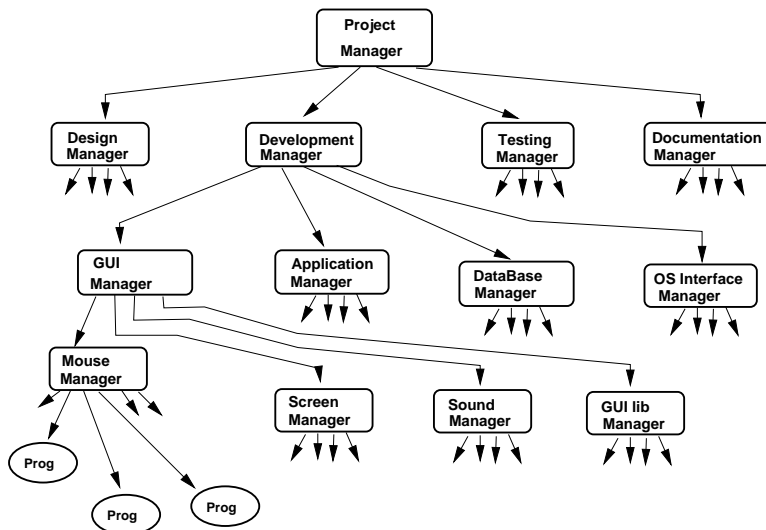 Project
Manager
Design
Manager
Development
Manager
Testing
Manager
Documentation
Manager
GUI
Manager
Application
Manager
DataBase
Manager
OS Interface
Manager
Mouse
Manager
Screen
Manager
Sound
Manager
GUI lib
Manager
Prog
Prog
Prog